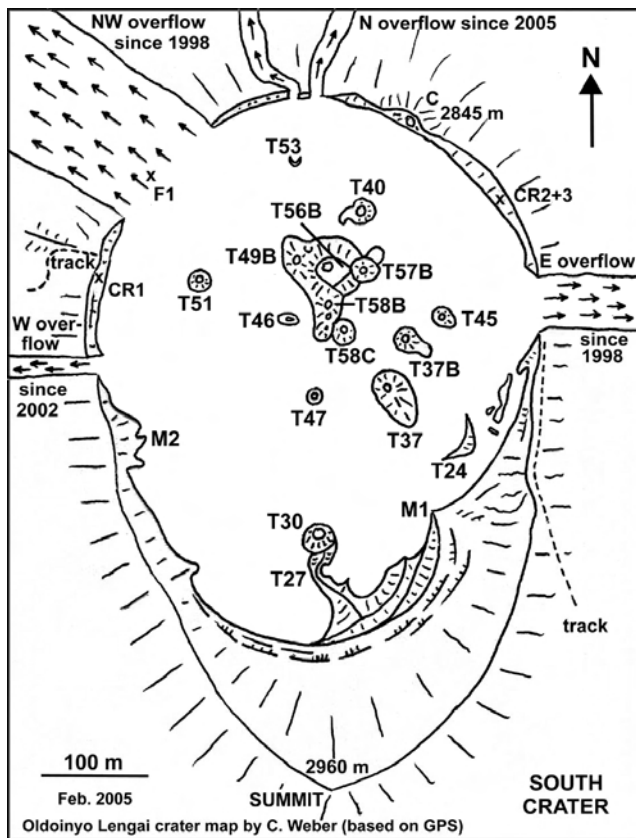 NW overflow
since 1998
N overflow since 2005
N
C
2845 m
T53
F1
T40
CR2+3
T56B
T49B
T57B
E overflow
track
CR1
T51
T58B
T46
T45
W over-
flow
T58C
T37B
since
1998
since
2002
T47
T37
M2
T24
T30
M1
T27
track
100 m
2960 m
Feb. 2005
SUMMIT
SOUTH
CRATER
Oldoinyo Lengai crater map by C. Weber (based on GPS)